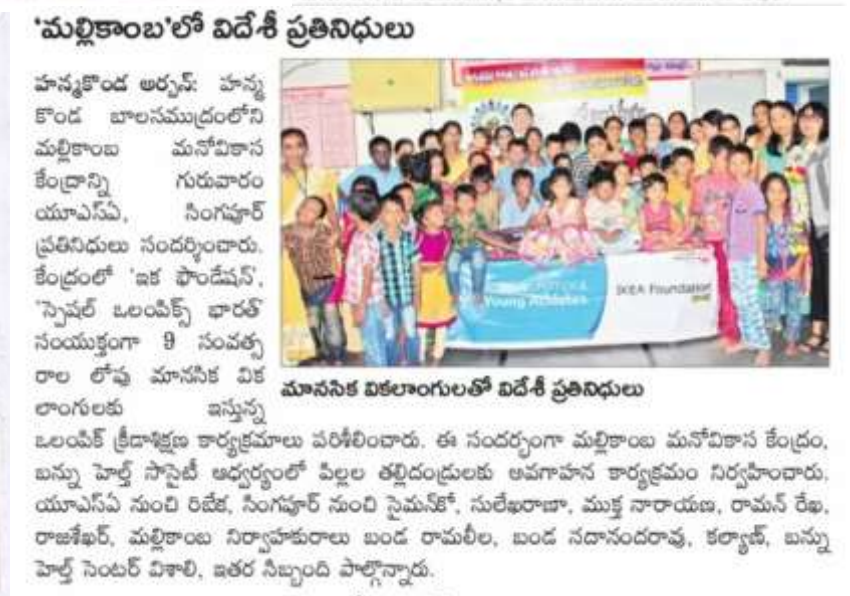 ‘మల్లికాంబ’లో విదేశీ ప్రతినిధులు
హన్మకొండ అర్బన్: హన్మ
కొండ బాలసముద్రంలోని
మల్లికాంబ మనోవికాస
కేంద్రాన్ని గురువారం
యూఎస్ఏ, సింగపూర్
ప్రతినిధులు సందర్శించారు.
కేంద్రంలో ‘ఇక ఫౌండేషన్’,
‘స్పెషల్ ఒలంపిక్స్ భారత్’
సంయుక్తంగా 9 సంవత్స
రాల లోపు మానసిక విక
లాంగులకు ఇస్తున్న
Young Athletes
IKEA Foundation
మానసిక వికలాంగులతో విదేశీ ప్రతినిధులు
ఒలంపిక్ క్రీడాశిక్షణ కార్యక్రమాలు పరిశీలించారు. ఈ సందర్భంగా మల్లికాంబ మనోవికాస కేంద్రం,
బన్ను హెల్త్ సొసైటీ ఆధ్వర్యంలో పిల్లల తల్లిదండ్రులకు అవగాహన కార్యక్రమం నిర్వహించారు.
యూఎస్ఏ నుంచి రిబేక, సింగపూర్ నుంచి సైమన్‌కో, సులేఖరాణా, ముక్త నారాయణ, రామన్ రేఖ,
రాజశేఖర్, మల్లికాంబ నిర్వాహకురాలు బండ రామలీల, బండ నదానందరావు, కల్యాణ్, బన్ను
హెల్త్ సెంటర్ విశాలి, ఇతర సిబ్బంది పాల్గొన్నారు.